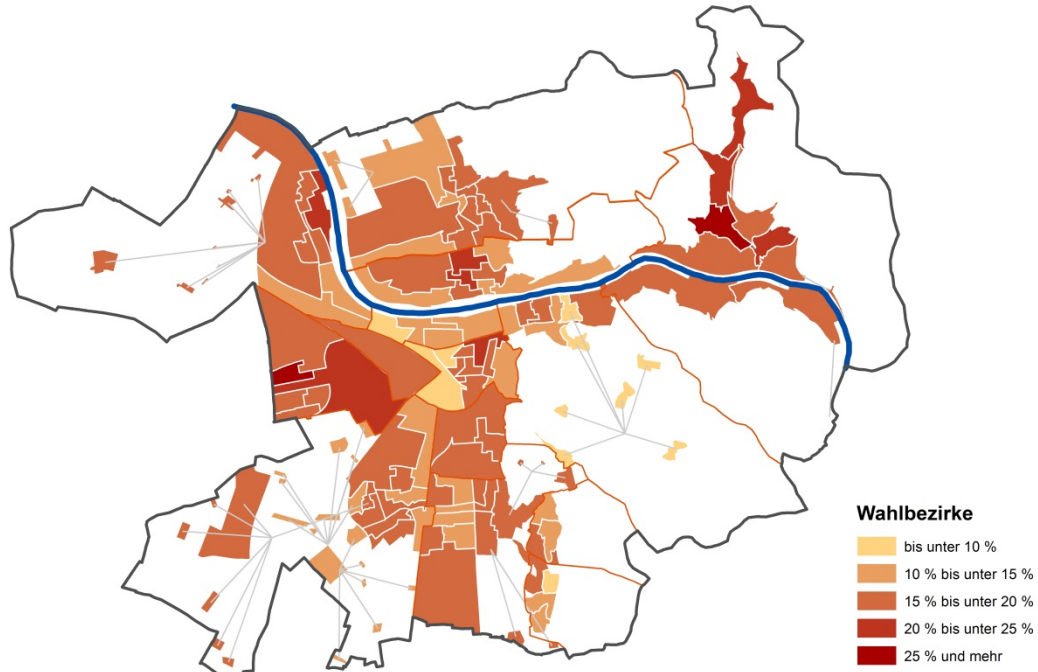 Wahlbezirke
bis unter 10 %
10 % bis unter 15 %
15 % bis unter 20 %
20 % bis unter 25 %
25 % und mehr